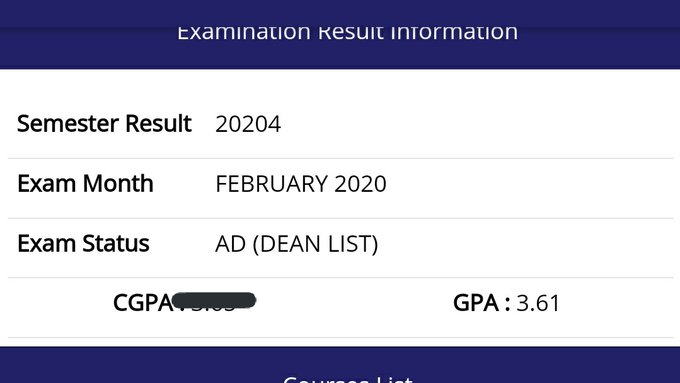 Examination Result Information
Semester Result 20204
Exam Month FEBRUARY 2020
Exam Status AD (DEAN LIST)
CGPA : GPA : 3.61
Courses List